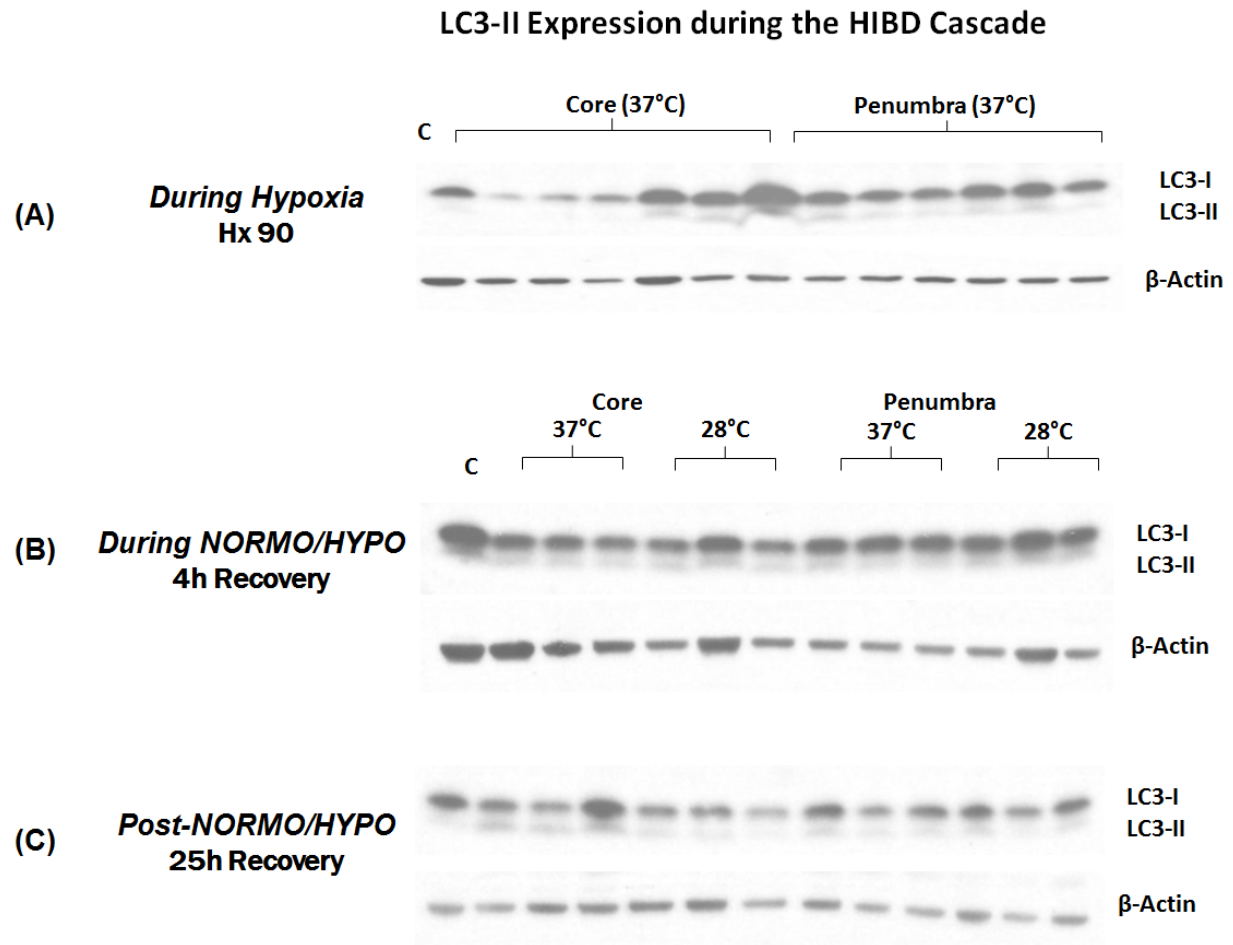 LC3-II Expression during the HIBD Cascade
Core (37°C)
Penumbra (37°C)
C
(A)
During Hypoxia
Hx 90
LC3-I
LC3-II
β-Actin
Core
Penumbra
37°C
28°C
37°C
28°C
C
(B)
During NORMO/HYPO
4h Recovery
LC3-I
LC3-II
β-Actin
(C)
Post-NORMO/HYPO
25h Recovery
LC3-I
LC3-II
β-Actin